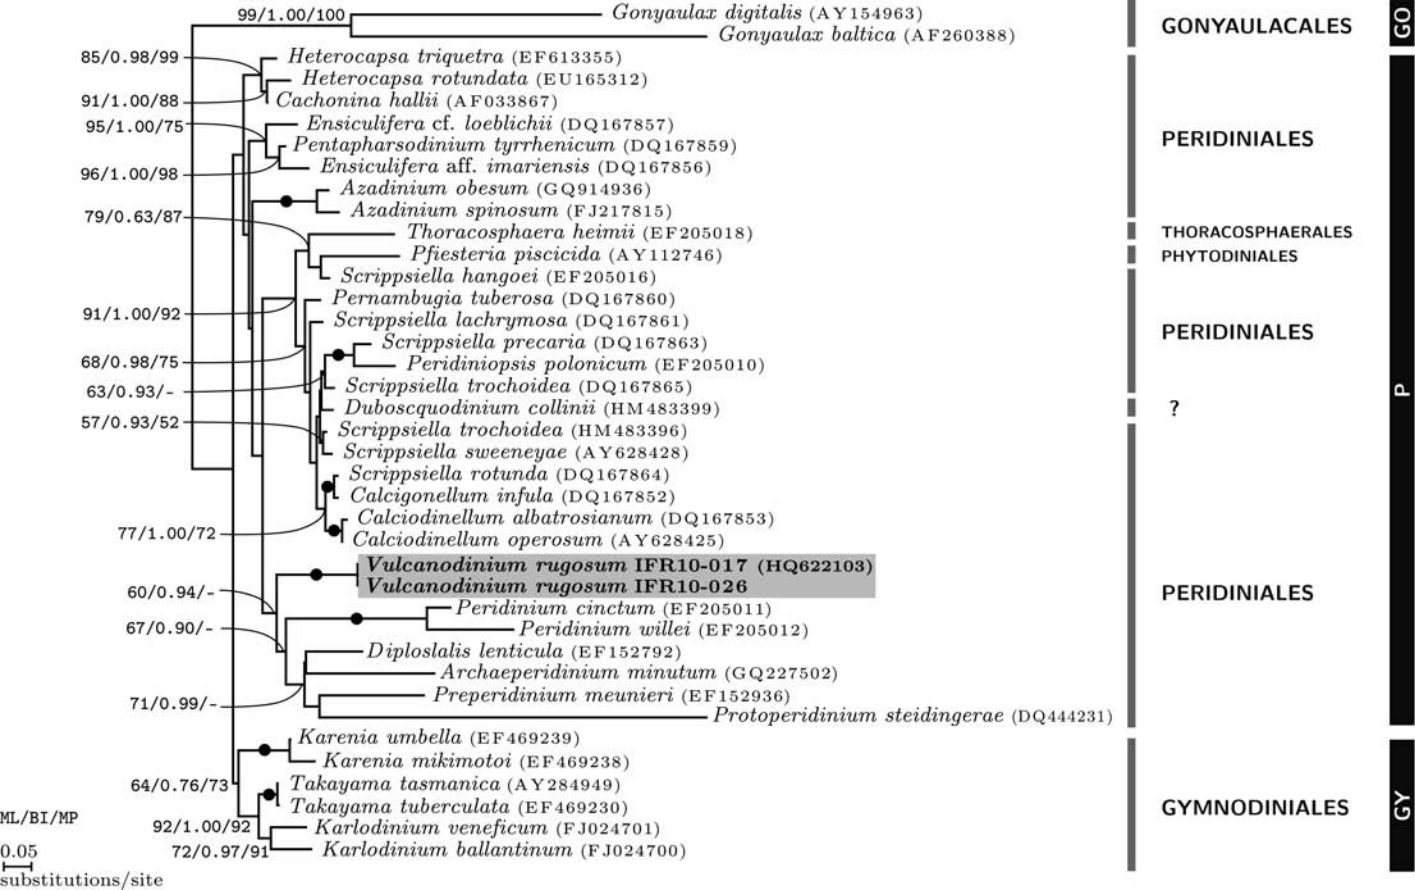 99/1.00/100
Gonyaulax digitalis (AY154963)
Gonyaulax baltica (AF260388)
GONYAULACALES
GO
85/0.98/99
Heterocapsa triquetra (EF613355)
Heterocapsa rotundata (EU165312)
91/1.00/88
Cachonina hallii (AF033867)
95/1.00/75
Ensiculifera cf. loeblichii (DQ167857)
Pentapharsodinium tyrrhenicum (DQ167859)
PERIDINIALES
96/1.00/98
Ensiculifera aff. imariensis (DQ167856)
Azadinium obesum (GQ914936)
Azadinium spinosum (FJ217815)
79/0.63/87
Thoracosphaera heimii (EF205018)
THORACOSPHAERALES
Pfiesteria piscicida (AY112746)
PHYTODINIALES
Scrippsiella hangoei (EF205016)
Pernambugia tuberosa (DQ167860)
91/1.00/92
Scrippsiella lachrymosa (DQ167861)
PERIDINIALES
Scrippsiella precaria (DQ167863)
68/0.98/75
Peridiniopsis polonicum (EF205010)
63/0.93/-
Scrippsiella trochoidea (DQ167865)
P
Duboscquodinium collinii (HM483399)
?
57/0.93/52
Scrippsiella trochoidea (HM483396)
Scrippsiella sweeneyae (AY628428)
Scrippsiella rotunda (DQ167864)
Calcigonellum infula (DQ167852)
Calciodinellum albatrosianum (DQ167853)
77/1.00/72
Calciodinellum operosum (AY628425)
Vulcanodinium rugosum IFR10-017 (HQ622103)
Vulcanodinium rugosum IFR10-026
60/0.94/-
PERIDINIALES
Peridinium cinctum (EF205011)
67/0.90/-
Peridinium willei (EF205012)
Diploslalis lenticula (EF152792)
Archaeperidinium minutum (GQ227502)
Preperidinium meunieri (EF152936)
71/0.99/-
Protoperidinium steidingerae (DQ444231)
Karenia umbella (EF469239)
Karenia mikimotoi (EF469238)
64/0.76/73
Takayama tasmanica (AY284949)
Takayama tuberculata (EF469230)
GYMNODINIALES
GY
ML/BI/MP
92/1.00/92
Karlodinium veneficum (FJ024701)
72/0.97/91
Karlodinium ballantinum (FJ024700)
0.05
substitutions/site